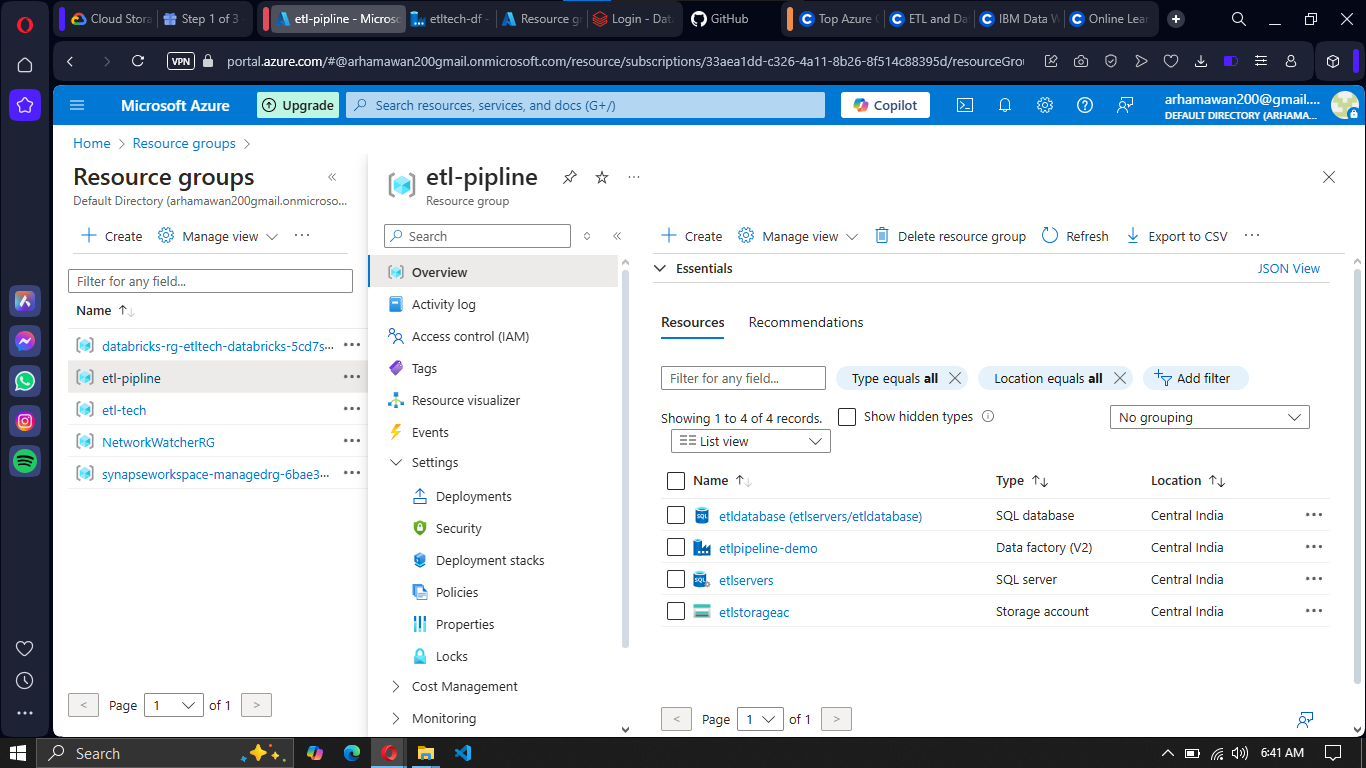 Cloud Stora
Step 1 of 3
etl-pipline - Micros
etltech-df -
Resource gr
Login - Dat
GitHub
Top Azure C
ETL and Da
IBM Data W
Online Lear
VPN
portal.azure.com/#@arhamawan200gmail.onmicrosoft.com/resource/subscriptions/33aea1dd-c326-4a11-8b26-8f514c88395d/resourceGrou
Microsoft Azure
Upgrade
Search resources, services, and docs (G+/)
Copilot
arhamawan200@gmail....
DEFAULT DIRECTORY (ARHAMA...
Home > Resource groups >
Resource groups
Default Directory (arhamawan200gmail.onmicroso...
Create
Manage view
...
Filter for any field...
Name
databricks-rg-etltech-databricks-5cd7s...
etl-pipline
etl-tech
NetworkWatcherRG
synapseworkspace-managedrg-6bae3...
< Page 1 of 1 >
etl-pipline
Resource group
Search
Overview
Activity log
Access control (IAM)
Tags
Resource visualizer
Events
Settings
Deployments
Security
Deployment stacks
Policies
Properties
Locks
Cost Management
Monitoring
Create
Manage view
Delete resource group
Refresh
Export to CSV
...
Essentials
JSON View
Resources
Recommendations
Filter for any field...
Type equals all
Location equals all
Add filter
Showing 1 to 4 of 4 records.
Show hidden types
No grouping
List view
Name Type Location
etldatabase (etlservers/etldatabase) SQL database Central India
etlpipeline-demo Data factory (V2) Central India
etlservers SQL server Central India
etlstorageac Storage account Central India
< Page 1 of 1 >
Search
6:41 AM